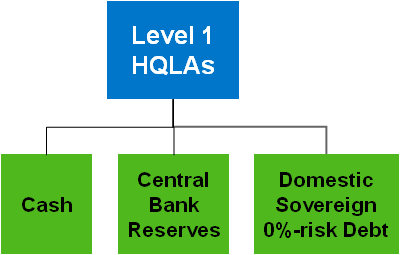 Level 1
HQLAs
Cash
Central
Bank
Reserves
Domestic
Sovereign
0%-risk Debt